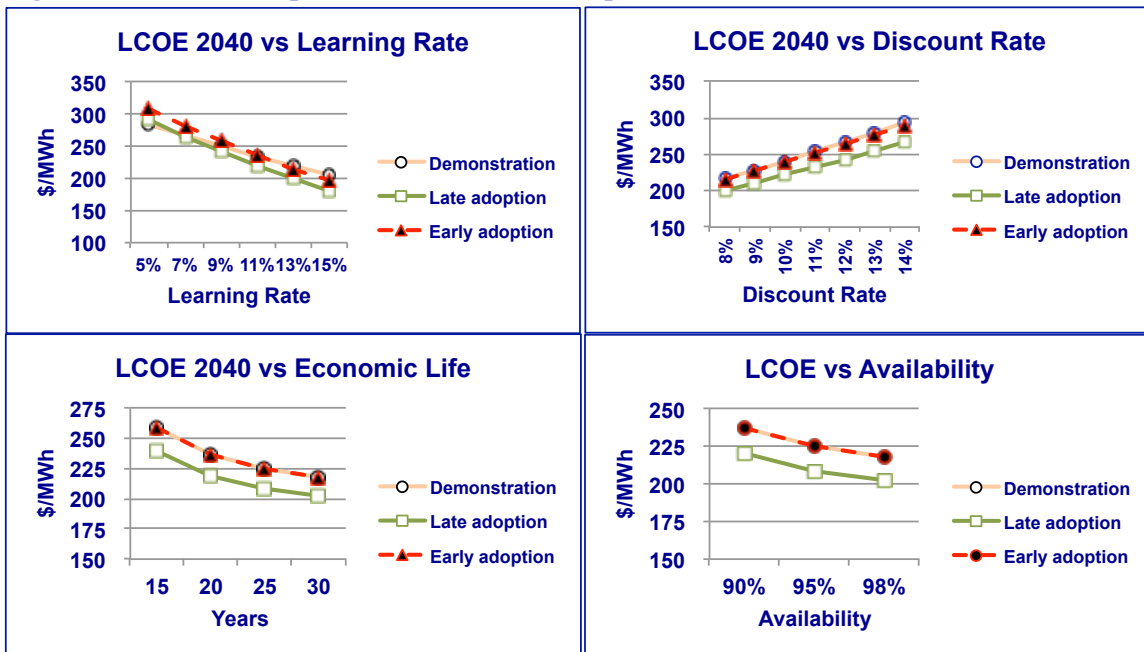 LCOE 2040 vs Learning Rate
350
300
250
200
150
100
$/MWh
5% 7% 9% 11% 13% 15%
Learning Rate
Demonstration
Late adoption
Early adoption
LCOE 2040 vs Discount Rate
350
300
250
200
150
$/MWh
8%
9%
10%
11%
12%
13%
14%
Discount Rate
Demonstration
Late adoption
Early adoption
LCOE 2040 vs Economic Life
275
250
225
200
175
150
$/MWh
15 20 25 30
Years
Demonstration
Late adoption
Early adoption
LCOE vs Availability
250
225
200
175
150
$/MWh
90% 95% 98%
Availability
Demonstration
Late adoption
Early adoption